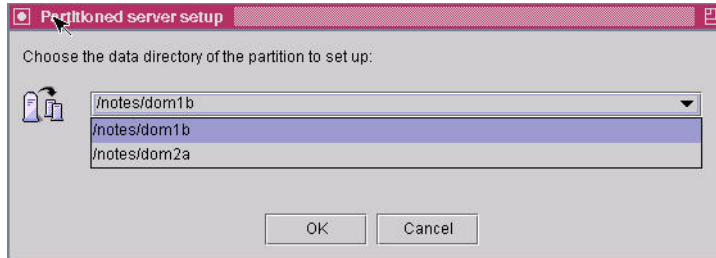 Partitioned server setup
Choose the data directory of the partition to set up:
/notes/dom1b
/notes/dom1b
/notes/dom2a
OK Cancel